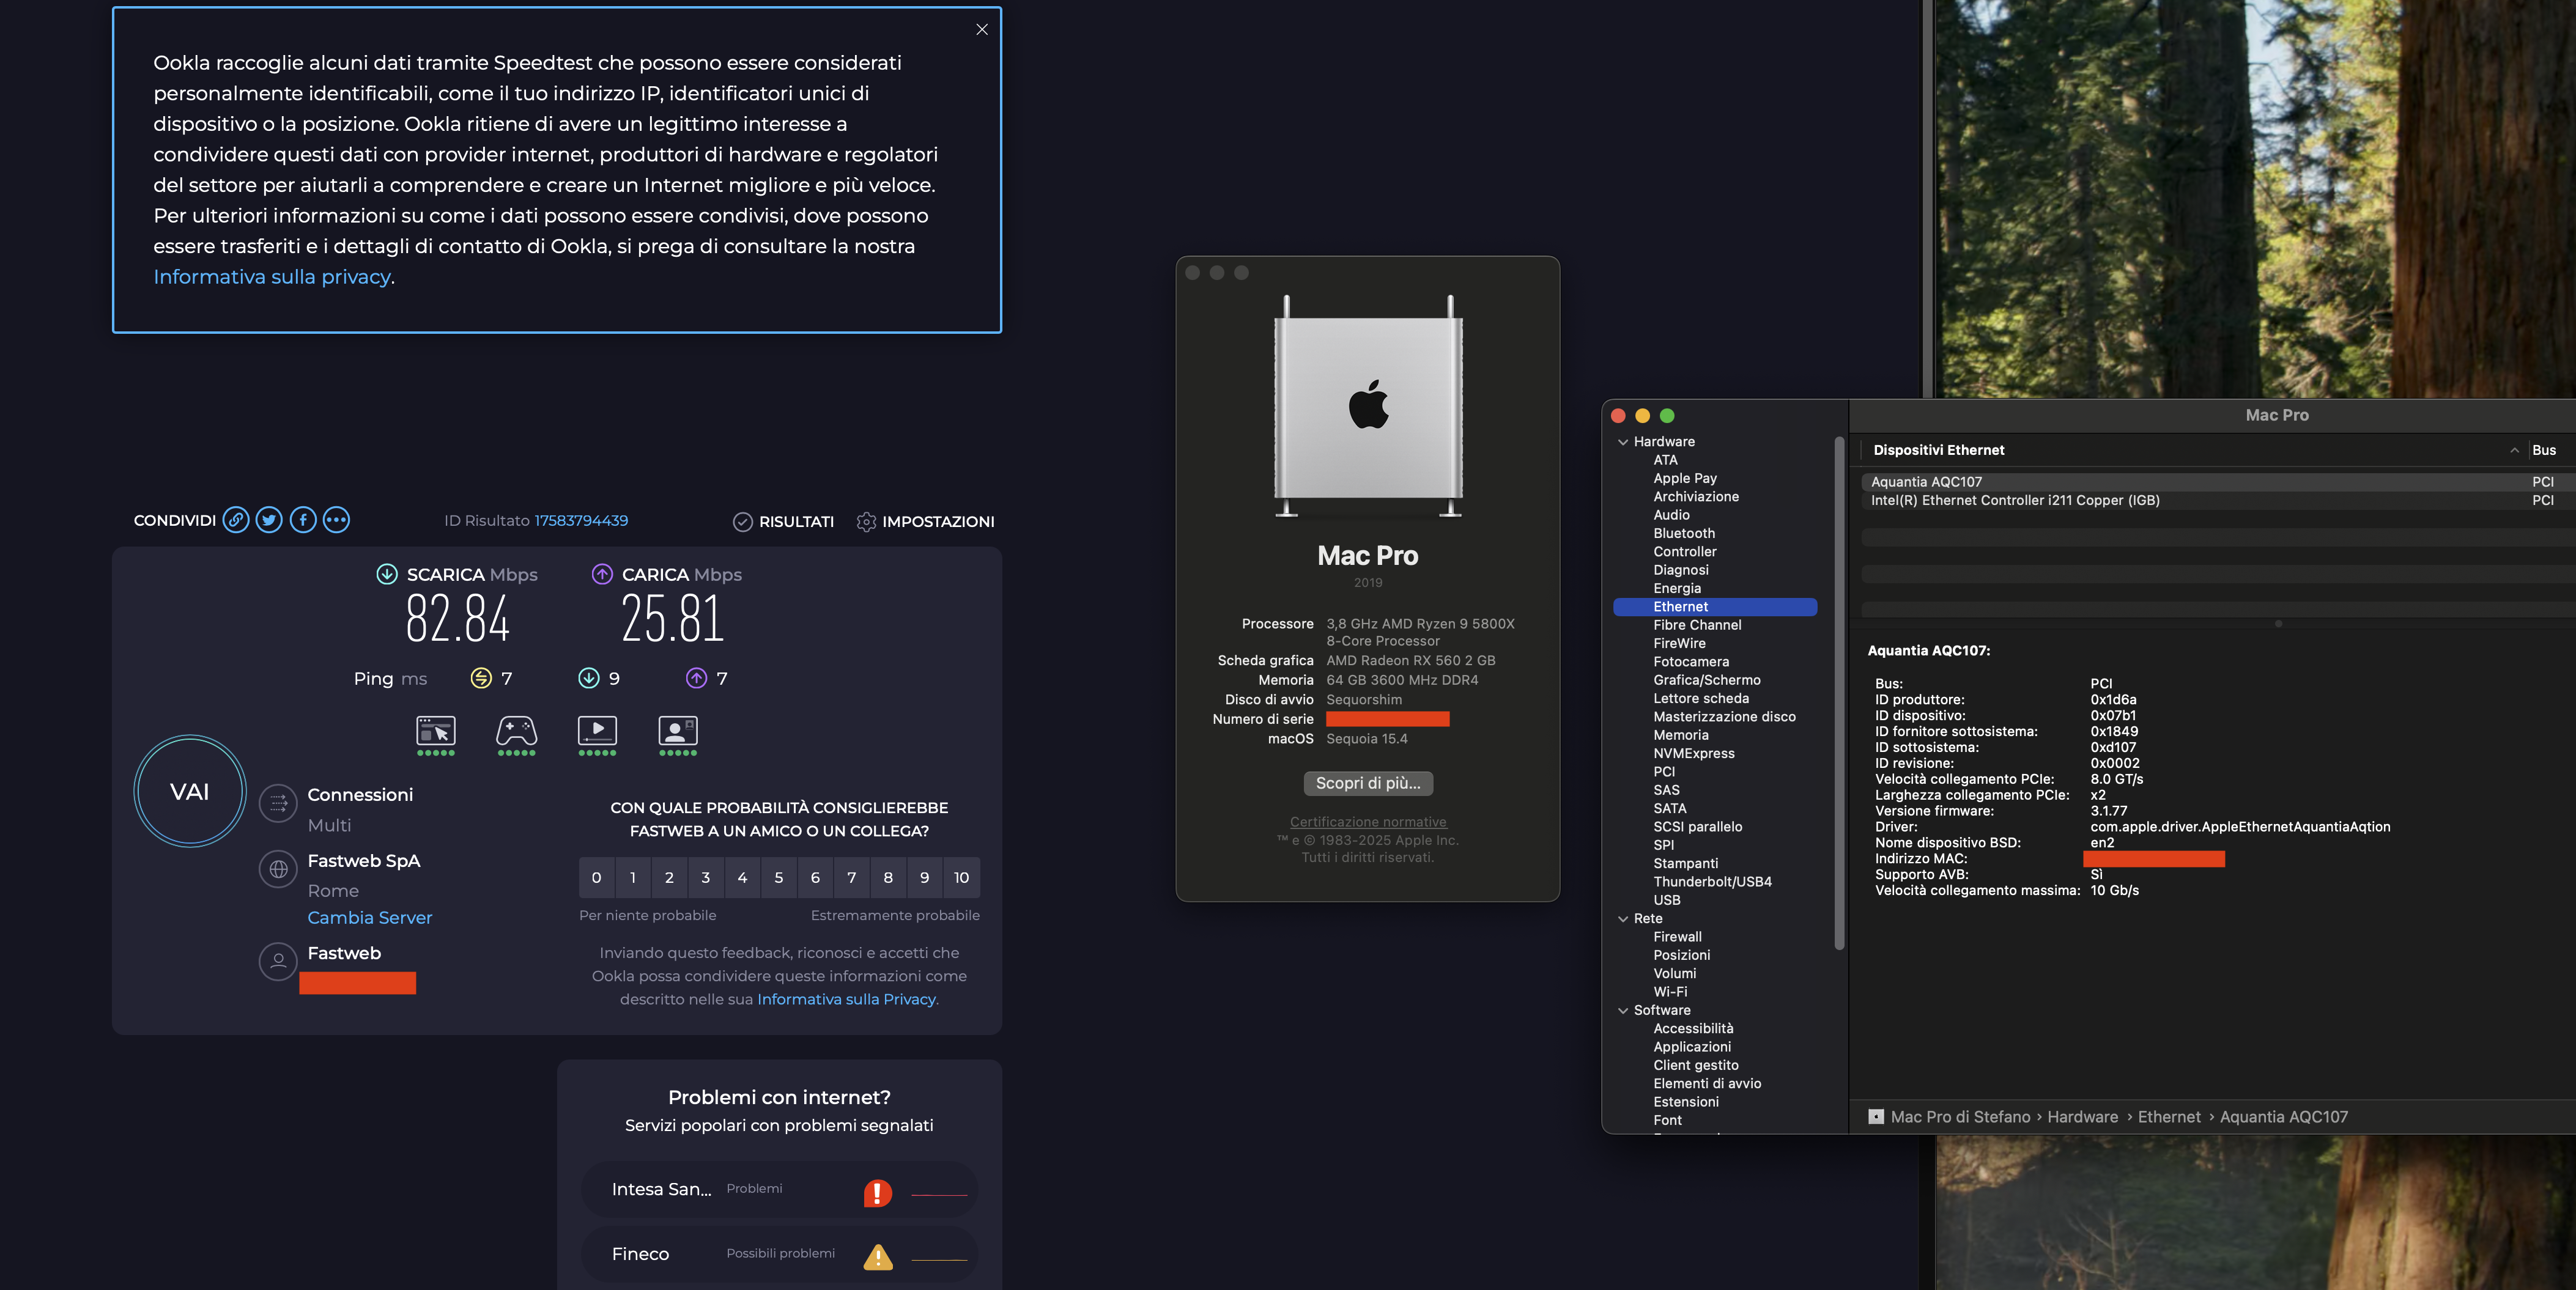 Ookla raccoglie alcuni dati tramite Speedtest che possono essere considerati
personalmente identificabili, come il tuo indirizzo IP, identificatori unici di
dispositivo o la posizione. Ookla ritiene di avere un legittimo interesse a
condividere questi dati con provider internet, produttori di hardware e regolatori
del settore per aiutarli a comprendere e creare un Internet migliore e più veloce.
Per ulteriori informazioni su come i dati possono essere condivisi, dove possono
essere trasferiti e i dettagli di contatto di Ookla, si prega di consultare la nostra
Informativa sulla privacy.
CONDIVIDI
ID Risultato 17583794439
RISULTATI
IMPOSTAZIONI
SCARICA Mbps
82.84
CARICA Mbps
25.81
Ping ms 7 9 7
VAI
Connessioni
Multi
Fastweb SpA
Rome
Cambia Server
Fastweb
CON QUALE PROBABILITÀ CONSIGLIEREBBE
FASTWEB A UN AMICO O UN COLLEGA?
0 1 2 3 4 5 6 7 8 9 10
Per niente probabile Estremamente probabile
Inviando questo feedback, riconosci e accetti che
Ookla possa condividere queste informazioni come
descritto nelle sua Informativa sulla Privacy.
Problemi con internet?
Servizi popolari con problemi segnalati
Intesa San... Problemi
Fineco Possibili problemi
Mac Pro
2019
Processore 3,8 GHz AMD Ryzen 9 5800X
8-Core Processor
Scheda grafica AMD Radeon RX 560 2 GB
Memoria 64 GB 3600 MHz DDR4
Disco di avvio Sequorshim
Numero di serie
macOS Sequoia 15.4
Scopri di più...
Certificazione normative
™ e © 1983-2025 Apple Inc.
Tutti i diritti riservati.
Hardware
ATA
Apple Pay
Archiviazione
Audio
Bluetooth
Controller
Diagnosi
Energia
Ethernet
Fibre Channel
FireWire
Fotocamera
Grafica/Schermo
Lettore scheda
Masterizzazione disco
Memoria
NVMExpress
PCI
SAS
SATA
SCSI parallelo
SPI
Stampanti
Thunderbolt/USB4
USB
Rete
Firewall
Posizioni
Volumi
Wi-Fi
Software
Accessibilità
Applicazioni
Client gestito
Elementi di avvio
Estensioni
Font
Mac Pro
Dispositivi Ethernet Bus
Aquantia AQC107 PCI
Intel(R) Ethernet Controller i211 Copper (IGB) PCI
Aquantia AQC107:
Bus: PCI
ID produttore: 0x1d6a
ID dispositivo: 0x07b1
ID fornitore sottosistema: 0x1849
ID sottosistema: 0xd107
ID revisione: 0x0002
Velocità collegamento PCIe: 8.0 GT/s
Larghezza collegamento PCIe: x2
Versione firmware: 3.1.77
Driver: com.apple.driver.AppleEthernetAquantiaAqtion
Nome dispositivo BSD: en2
Indirizzo MAC:
Supporto AVB: Sì
Velocità collegamento massima: 10 Gb/s
Mac Pro di Stefano › Hardware › Ethernet › Aquantia AQC107